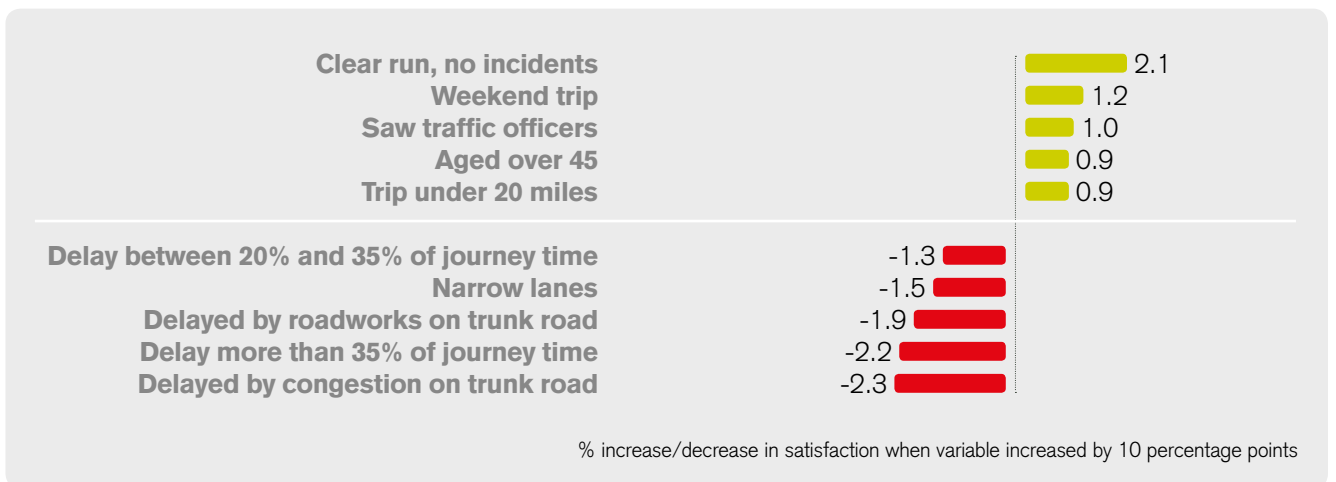 Clear run, no incidents 2.1
Weekend trip 1.2
Saw traffic officers 1.0
Aged over 45 0.9
Trip under 20 miles 0.9
Delay between 20% and 35% of journey time -1.3
Narrow lanes -1.5
Delayed by roadworks on trunk road -1.9
Delay more than 35% of journey time -2.2
Delayed by congestion on trunk road -2.3
% increase/decrease in satisfaction when variable increased by 10 percentage points